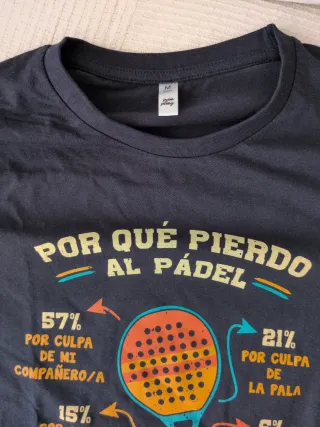 M
POR QUÉ PIERDO
AL PÁDEL
57%
POR CULPA
DE MI
COMPAÑERO/A
21%
POR CULPA
DE
LA PALA
15%